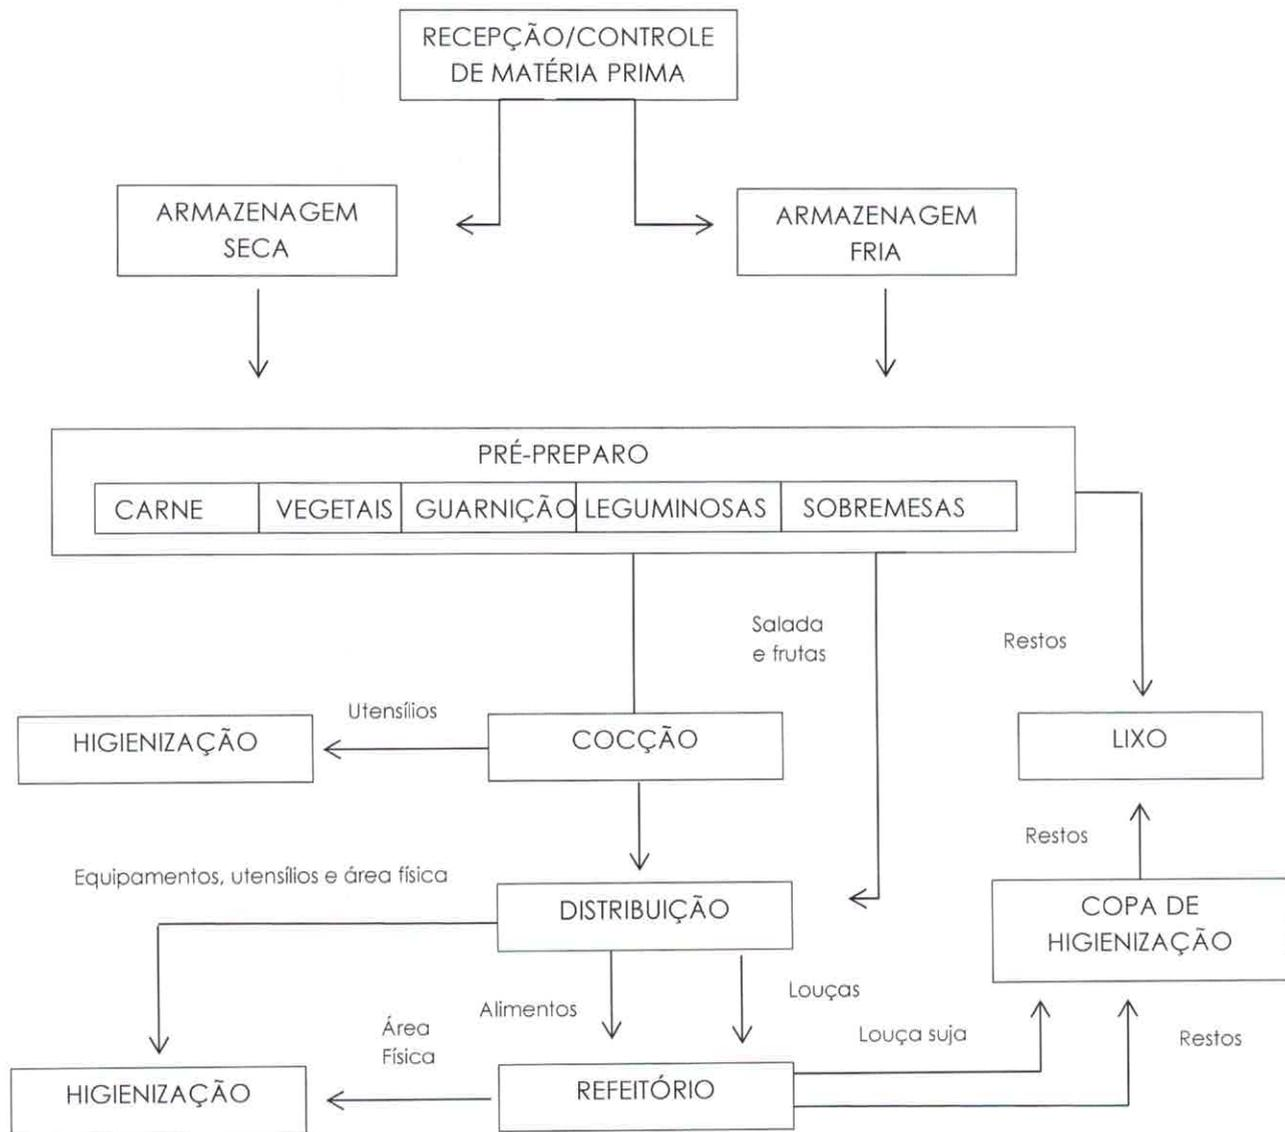 RECEPÇÃO/CONTROLE
DE MATÉRIA PRIMA
ARMAZENAGEM
SECA
ARMAZENAGEM
FRIA
PRÉ-PREPARO
CARNE
VEGETAIS
GUARNIÇÃO
LEGUMINOSAS
SOBREMESAS
Salada
e frutas
Restos
Utensílios
HIGIENIZAÇÃO
COCÇÃO
LIXO
Restos
Equipamentos, utensílios e área física
DISTRIBUIÇÃO
COPA DE
HIGIENIZAÇÃO
Alimentos
Louças
Área
Física
Louça suja
Restos
HIGIENIZAÇÃO
REFEITÓRIO